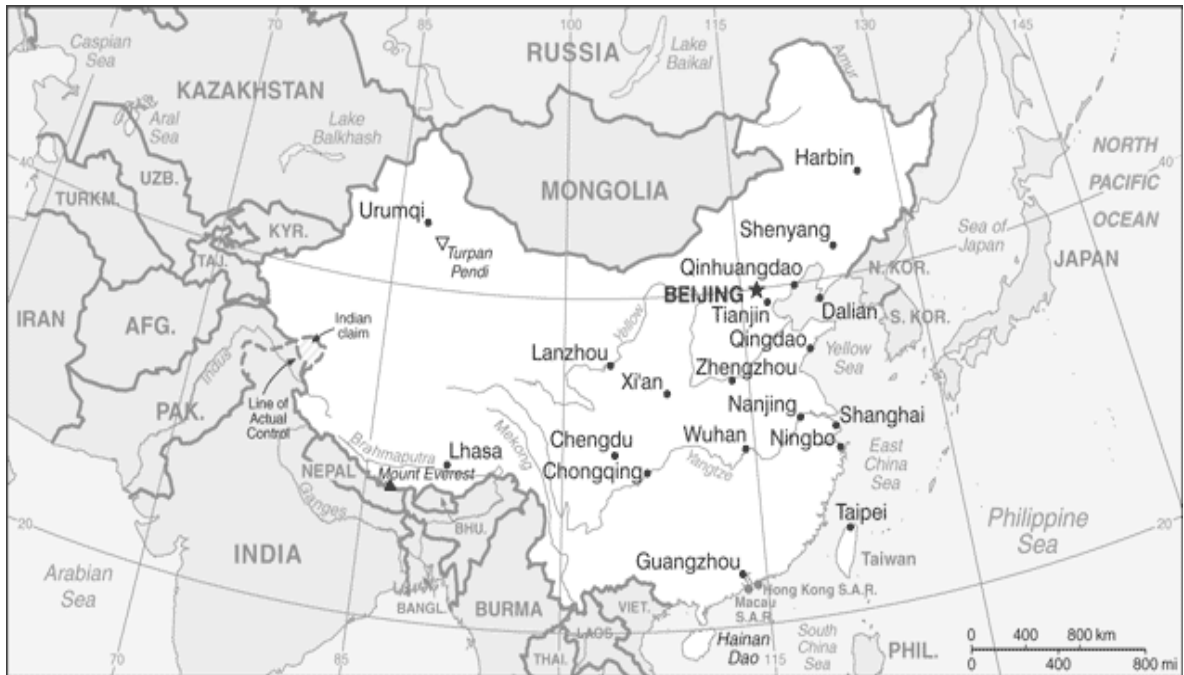 70
85
100
115
130
145
Caspian
Sea
Ob
RUSSIA
Lake
Baikal
Amur
KAZAKHSTAN
Aral
Sea
Lake
Balkhash
40
NORTH
PACIFIC
OCEAN
40
Harbin
MONGOLIA
UZB.
TURKM.
Urumqi
KYR.
Turpan
Pendi
TAJ.
Shenyang
Sea of
Japan
JAPAN
Qinhuangdao
N. KOR.
BEIJING
Tianjin
Dalian
S. KOR.
IRAN
AFG.
Indian
claim
Yellow
Qingdao
Yellow
Sea
Lanzhou
Zhengzhou
Indus
Xi'an
PAK.
Line of
Actual
Control
Nanjing
Shanghai
Mekong
Chengdu
Wuhan
Ningbo
East
China
Sea
Brahmaputra
Lhasa
Chongqing
Yangtze
NEPAL
Mount Everest
Ganges
BHU.
Taipei
Philippine
Sea
20
20
INDIA
Taiwan
Guangzhou
Arabian
Sea
Hong Kong S.A.R.
Macau
S.A.R.
BANGL.
BURMA
VIET.
LAOS
Hainan
Dao
South
China
Sea
PHIL.
THAI.
0 400 800 km
0 400 800 mi
70
85
115